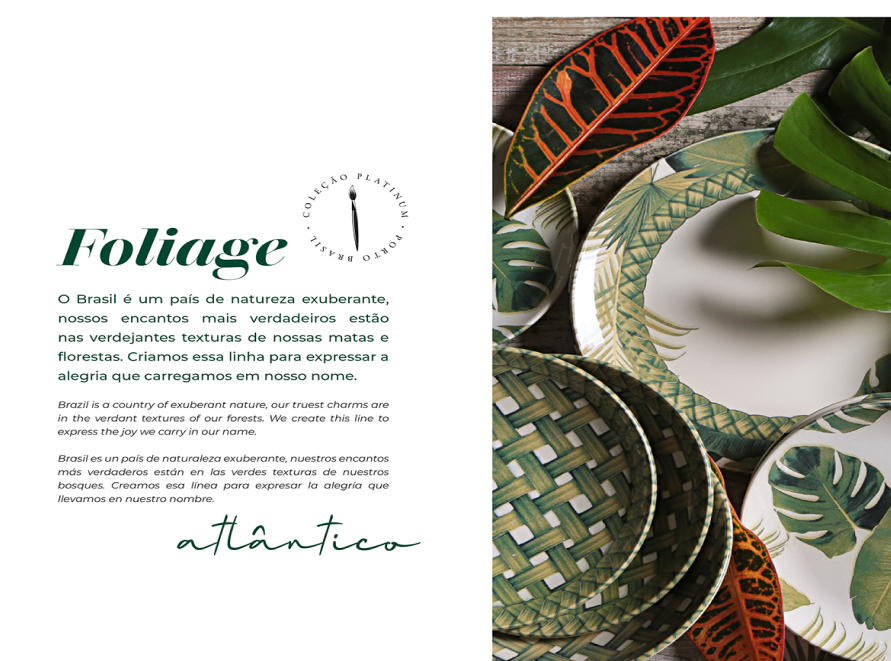 COLEÇÃO PLATINUM • PORTO BRASIL •
Foliage
O Brasil é um país de natureza exuberante,
nossos encantos mais verdadeiros estão
nas verdejantes texturas de nossas matas e
florestas. Criamos essa linha para expressar a
alegria que carregamos em nosso nome.
Brazil is a country of exuberant nature, our truest charms are
in the verdant textures of our forests. We create this line to
express the joy we carry in our name.
Brasil es un país de naturaleza exuberante, nuestros encantos
más verdaderos están en las verdes texturas de nuestros
bosques. Creamos esa línea para expresar la alegría que
llevamos en nuestro nombre.
atlântico